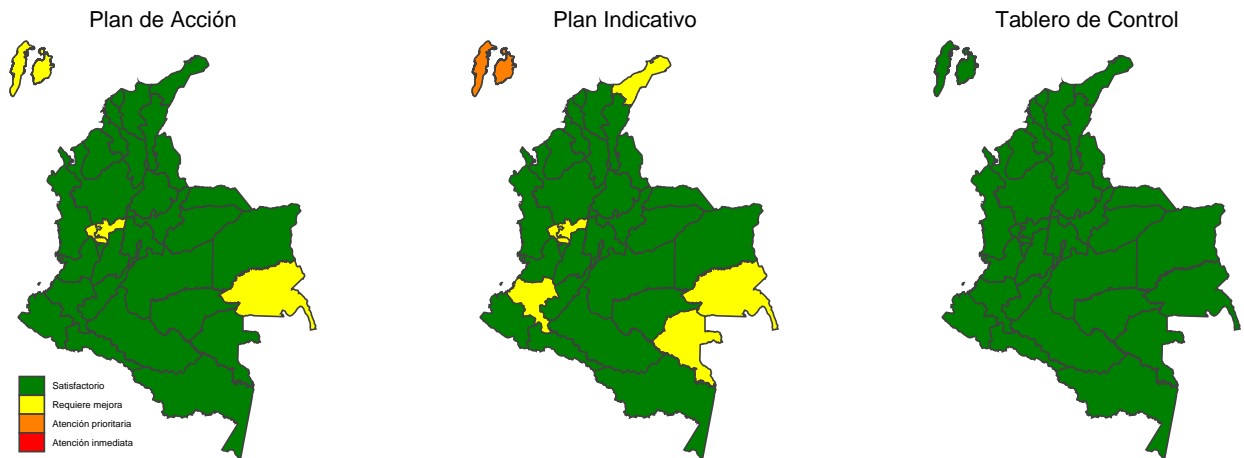 Plan de Acción
Plan Indicativo
Tablero de Control
Satisfactorio
Requiere mejora
Atención prioritaria
Atención inmediata